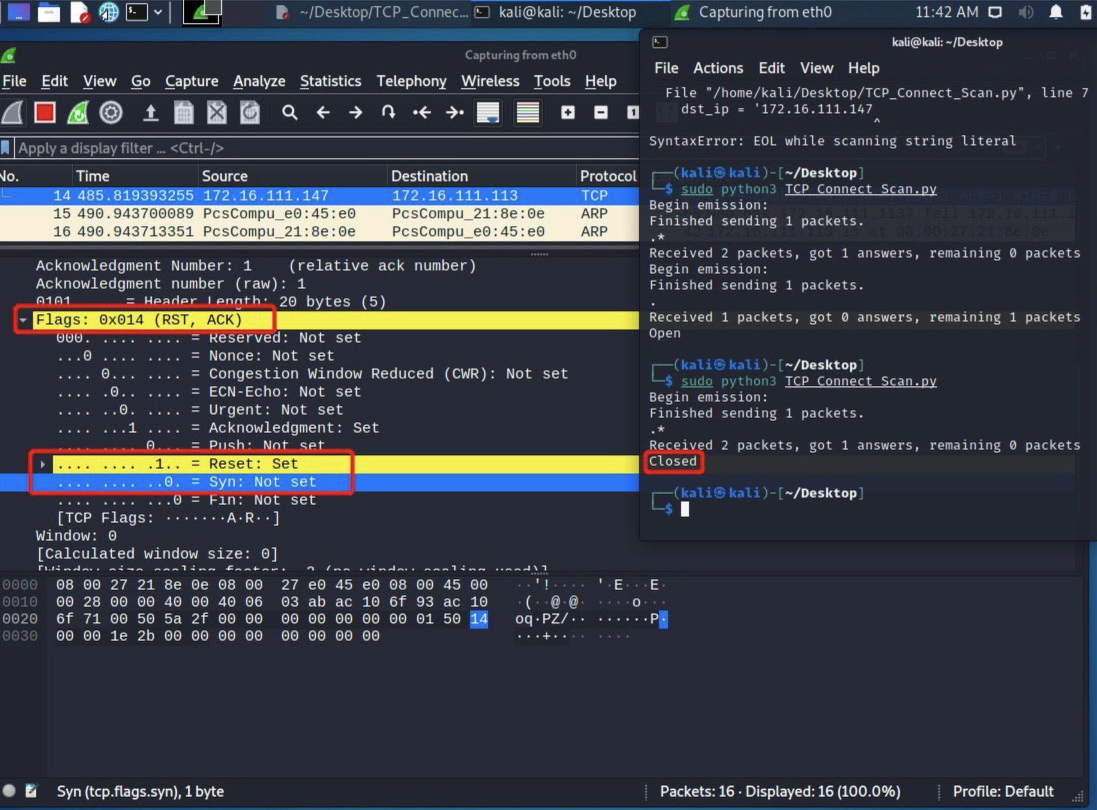 ~/Desktop/TCP_Connect...
kali@kali: ~/Desktop
Capturing from eth0
11:42 AM
Capturing from eth0
File Edit View Go Capture Analyze Statistics Telephony Wireless Tools Help
Apply a display filter ... <Ctrl-/>
No. Time Source Destination Protocol
14 485.819393255 172.16.111.147 172.16.111.113 TCP
15 490.943700089 PcsCompu_e0:45:e0 PcsCompu_21:8e:0e ARP
16 490.943713351 PcsCompu_21:8e:0e PcsCompu_e0:45:e0 ARP
Acknowledgment Number: 1 (relative ack number)
Acknowledgment number (raw): 1
0101 .... = Header Length: 20 bytes (5)
Flags: 0x014 (RST, ACK)
000. .... .... = Reserved: Not set
...0 .... .... = Nonce: Not set
.... 0... .... = Congestion Window Reduced (CWR): Not set
.... .0.. .... = ECN-Echo: Not set
.... ..0. .... = Urgent: Not set
.... ...1 .... = Acknowledgment: Set
.... .... 0... = Push: Not set
.... .... .1.. = Reset: Set
.... .... ..0. = Syn: Not set
.... .... ...0 = Fin: Not set
[TCP Flags: ·······A·R··]
Window: 0
[Calculated window size: 0]
[Window size scaling factor: -2 (no window scaling used)]
0000 08 00 27 21 8e 0e 08 00 27 e0 45 e0 08 00 45 00 ··'!···· '·E···E·
0010 00 28 00 00 40 00 40 06 03 ab ac 10 6f 93 ac 10 ·(··@·@· ····o···
0020 6f 71 00 50 5a 2f 00 00 00 00 00 00 00 01 50 14 oq·PZ/·· ······P·
0030 00 00 1e 2b 00 00 00 00 00 00 00 00 ···+···· ····
Syn (tcp.flags.syn), 1 byte
Packets: 16 · Displayed: 16 (100.0%)
Profile: Default
kali@kali: ~/Desktop
File Actions Edit View Help
File "/home/kali/Desktop/TCP_Connect_Scan.py", line 7
dst_ip = '172.16.111.147
^
SyntaxError: EOL while scanning string literal
┌──(kali㉿kali)-[~/Desktop]
└─$ sudo python3 TCP_Connect_Scan.py
Begin emission:
Finished sending 1 packets.
.*
Received 2 packets, got 1 answers, remaining 0 packets
Begin emission:
Finished sending 1 packets.
.
Received 1 packets, got 0 answers, remaining 1 packets
Open
┌──(kali㉿kali)-[~/Desktop]
└─$ sudo python3 TCP_Connect_Scan.py
Begin emission:
Finished sending 1 packets.
.*
Received 2 packets, got 1 answers, remaining 0 packets
Closed
┌──(kali㉿kali)-[~/Desktop]
└─$